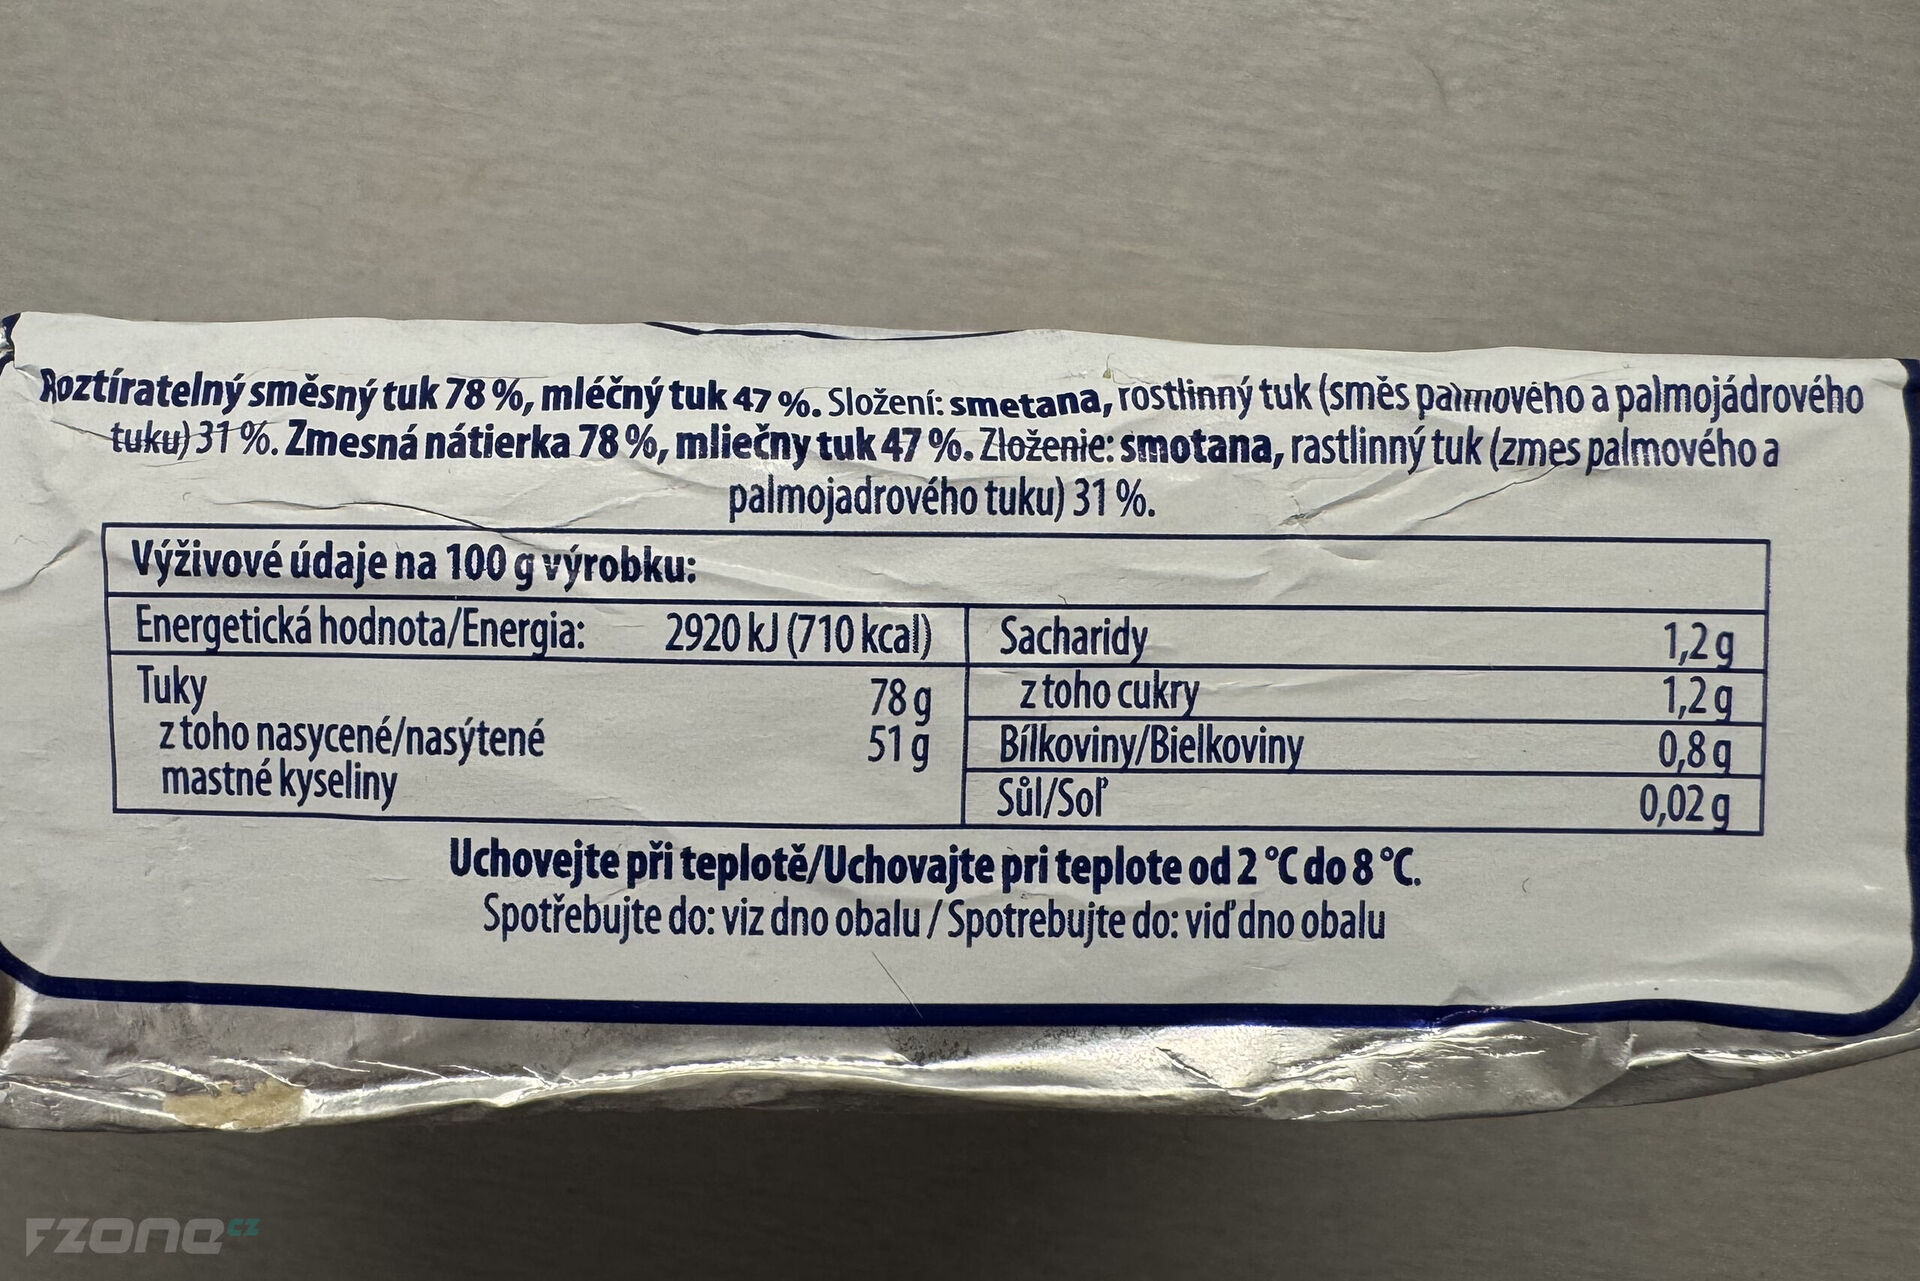 Roztíratelný směsný tuk 78 %, mléčný tuk 47 %. Složení: smetana, rostlinný tuk (směs palmového a palmojádrového
tuku) 31 %. Zmesná nátierka 78 %, mliečny tuk 47 %. Zloženie: smotana, rastlinný tuk (zmes palmového a
palmojadrového tuku) 31 %.
Výživové údaje na 100 g výrobku:
Energetická hodnota/Energia: 2920 kJ (710 kcal)
Tuky 78 g
z toho nasycené/nasýtené 51 g
mastné kyseliny
Sacharidy 1,2 g
z toho cukry 1,2 g
Bílkoviny/Bielkoviny 0,8 g
Sůl/Soľ 0,02 g
Uchovejte při teplotě/Uchovajte pri teplote od 2 °C do 8 °C.
Spotřebujte do: viz dno obalu / Spotrebujte do: viď dno obalu
FZONE.CZ